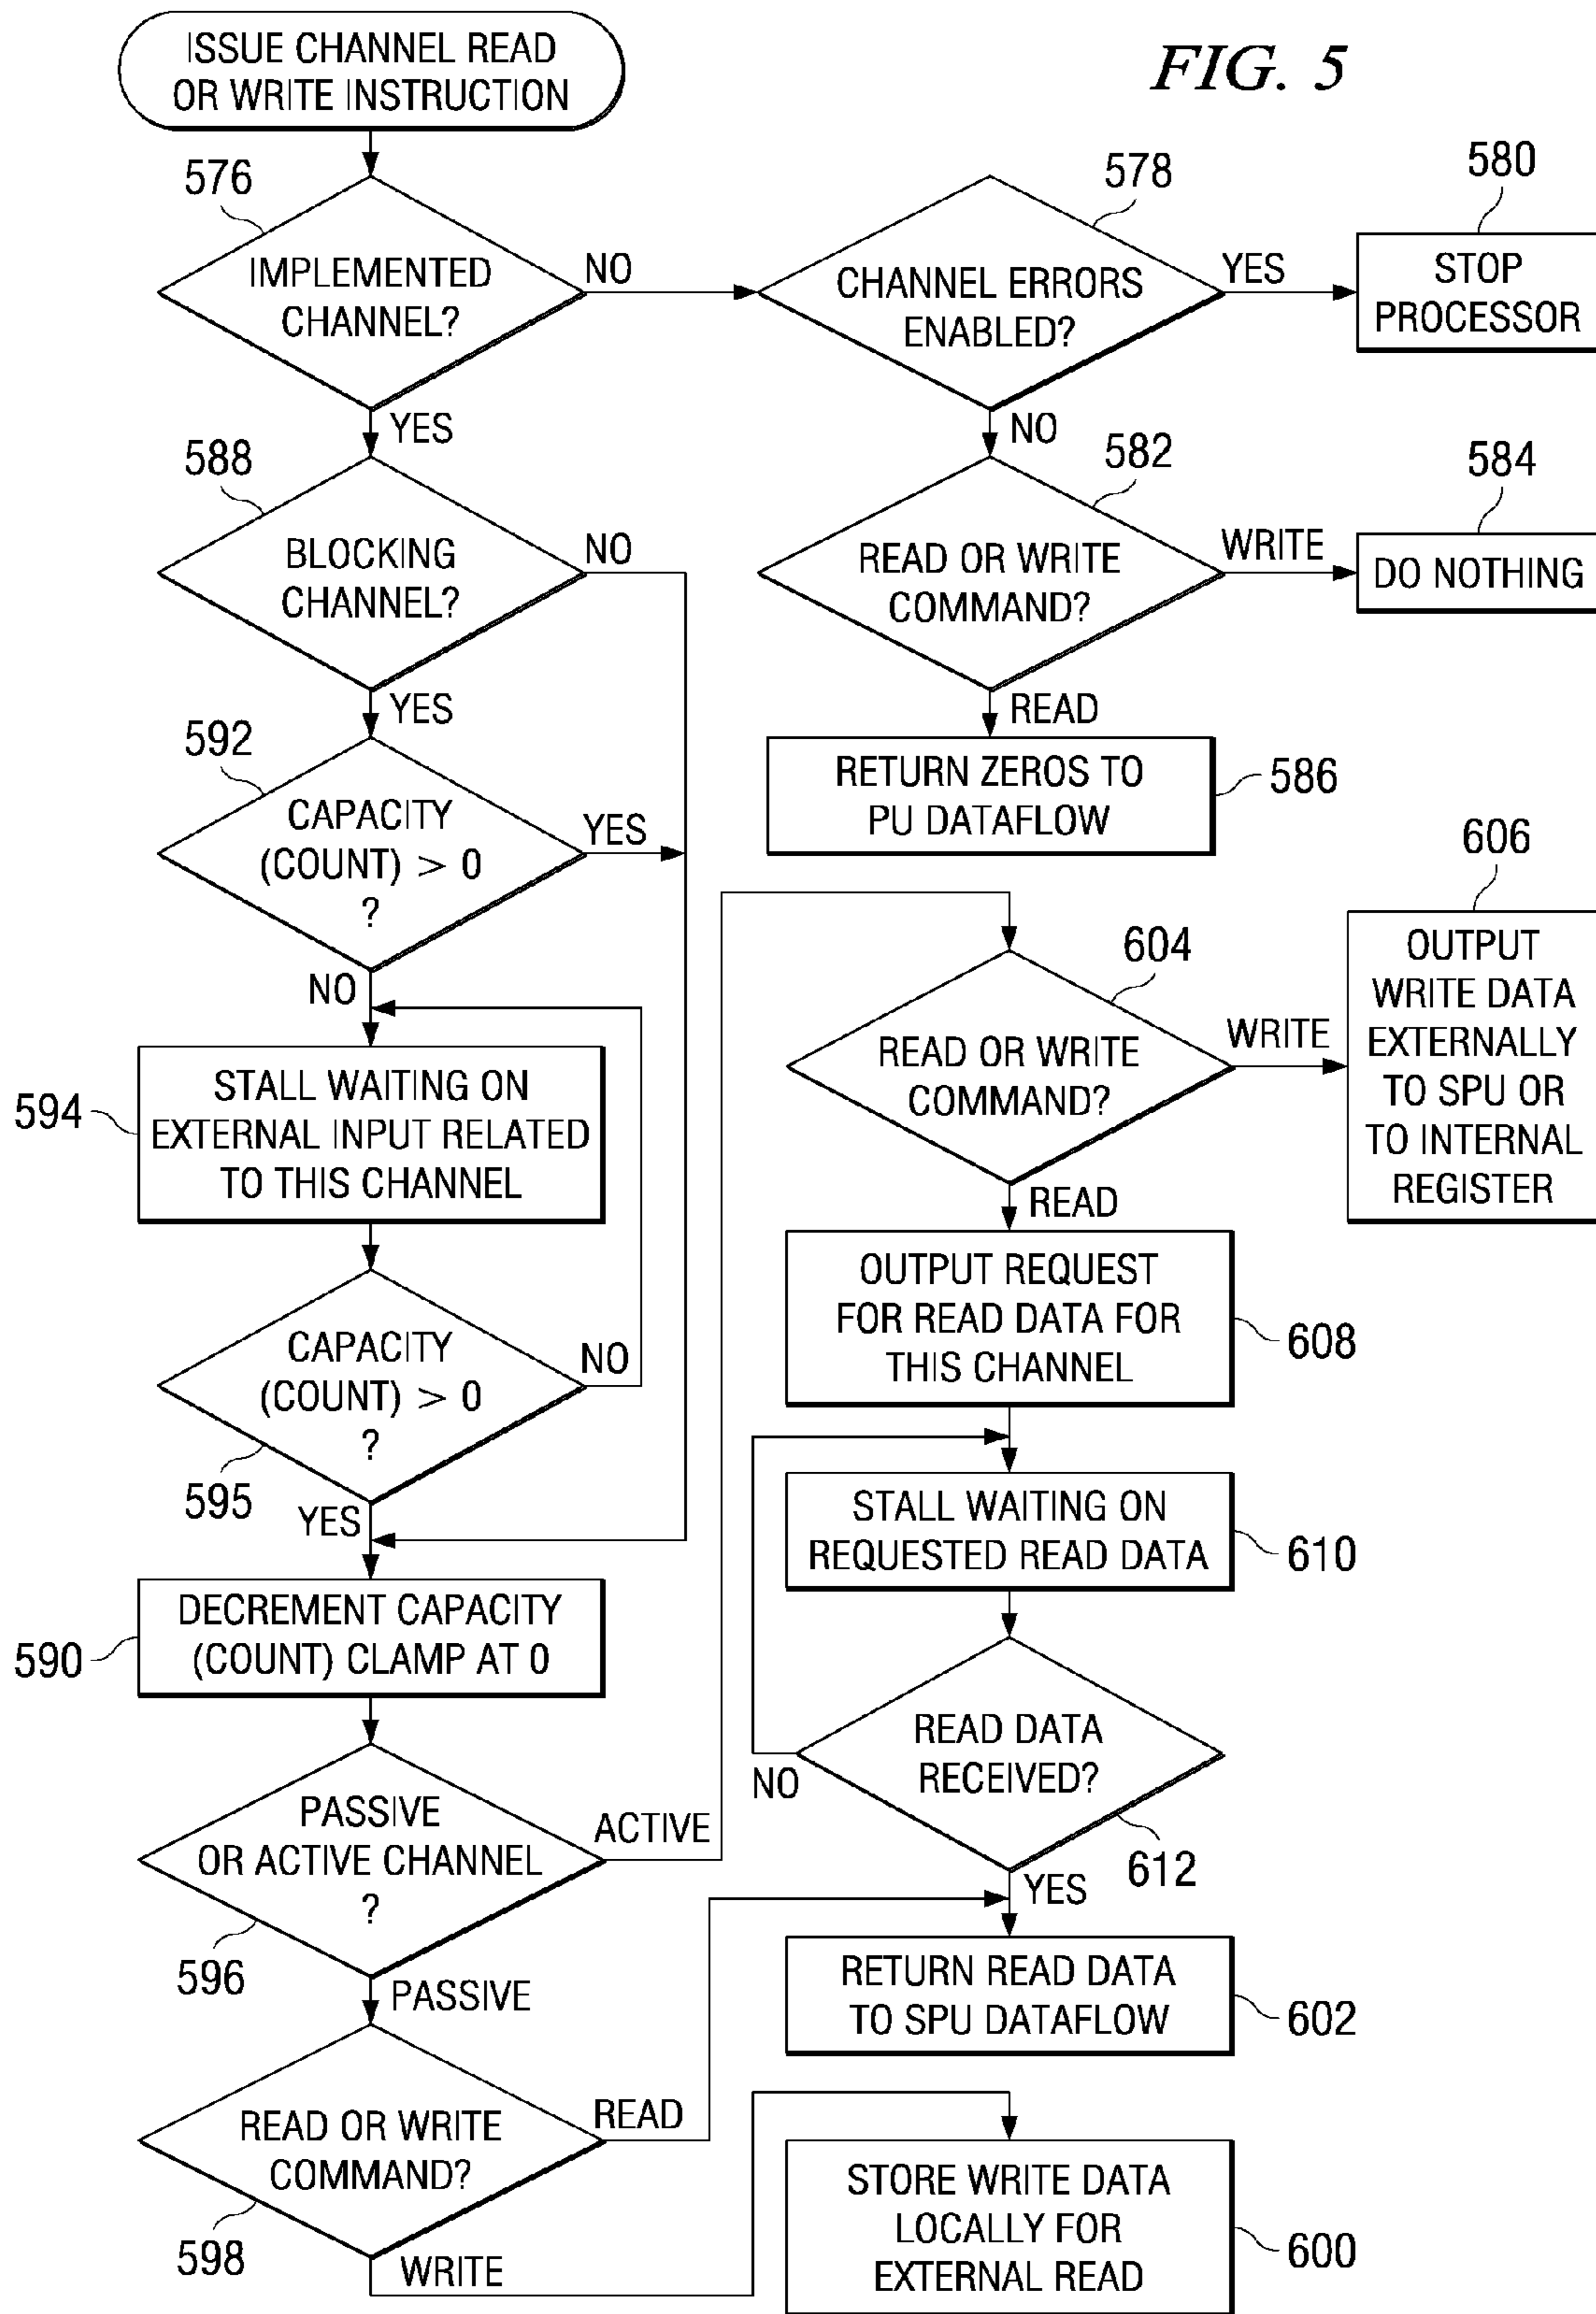 FIG. 5
ISSUE CHANNEL READ
OR WRITE INSTRUCTION
576
IMPLEMENTED
CHANNEL?
NO
YES
578
CHANNEL ERRORS
ENABLED?
YES
NO
580
STOP
PROCESSOR
588
BLOCKING
CHANNEL?
NO
YES
582
READ OR WRITE
COMMAND?
WRITE
READ
584
DO NOTHING
592
CAPACITY
(COUNT) > 0
?
YES
NO
RETURN ZEROS TO
PU DATAFLOW
586
594
STALL WAITING ON
EXTERNAL INPUT RELATED
TO THIS CHANNEL
595
CAPACITY
(COUNT) > 0
?
NO
YES
590
DECREMENT CAPACITY
(COUNT) CLAMP AT 0
596
PASSIVE
OR ACTIVE CHANNEL
?
ACTIVE
PASSIVE
598
READ OR WRITE
COMMAND?
READ
WRITE
604
READ OR WRITE
COMMAND?
WRITE
READ
606
OUTPUT
WRITE DATA
EXTERNALLY
TO SPU OR
TO INTERNAL
REGISTER
OUTPUT REQUEST
FOR READ DATA FOR
THIS CHANNEL
608
STALL WAITING ON
REQUESTED READ DATA
610
READ DATA
RECEIVED?
NO
612
YES
RETURN READ DATA
TO SPU DATAFLOW
602
STORE WRITE DATA
LOCALLY FOR
EXTERNAL READ
600